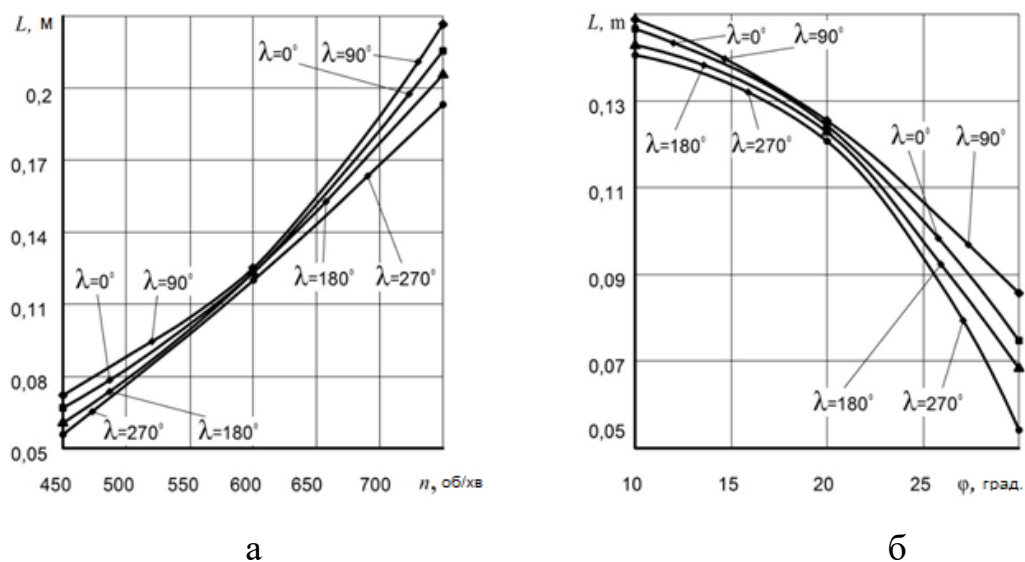 L, м
0,2
0,17
0,14
0,11
0,08
0,05
λ=0°
λ=90°
λ=180°
λ=270°
λ=0°
λ=90°
λ=270°
λ=180°
450 500 550 600 650 700 n, об/хв
а
L, m
0,13
0,11
0,09
0,07
0,05
λ=0°
λ=90°
λ=180°
λ=270°
λ=0°
λ=90°
λ=180°
λ=270°
10 15 20 25 φ, град.
б